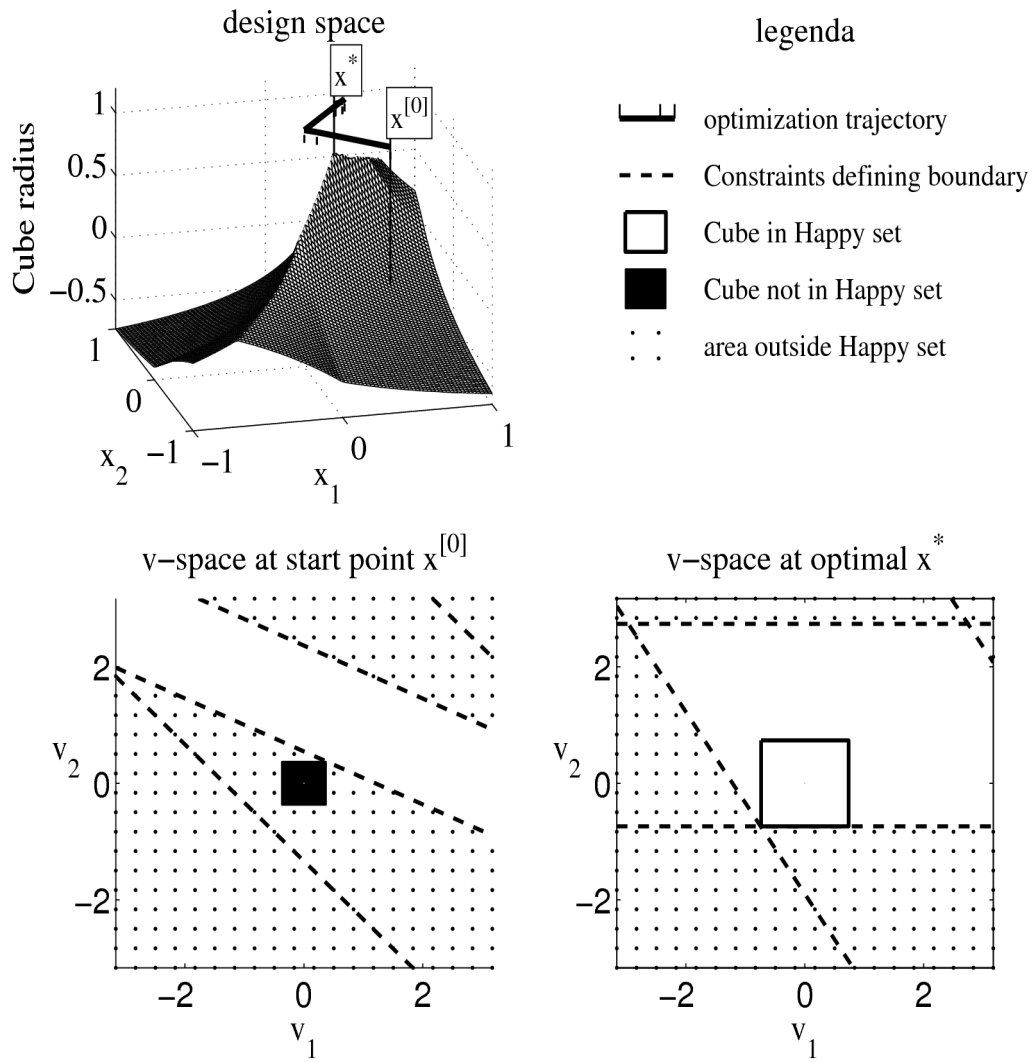 design space
x*
x[0]
Cube radius
1
0.5
0
−0.5
1
0
−1
x2
−1
0
1
x1
legenda
optimization trajectory
Constraints defining boundary
Cube in Happy set
Cube not in Happy set
area outside Happy set
v−space at start point x[0]
v2
2
0
−2
−2
0
2
v1
v−space at optimal x*
v2
2
0
−2
−2
0
2
v1